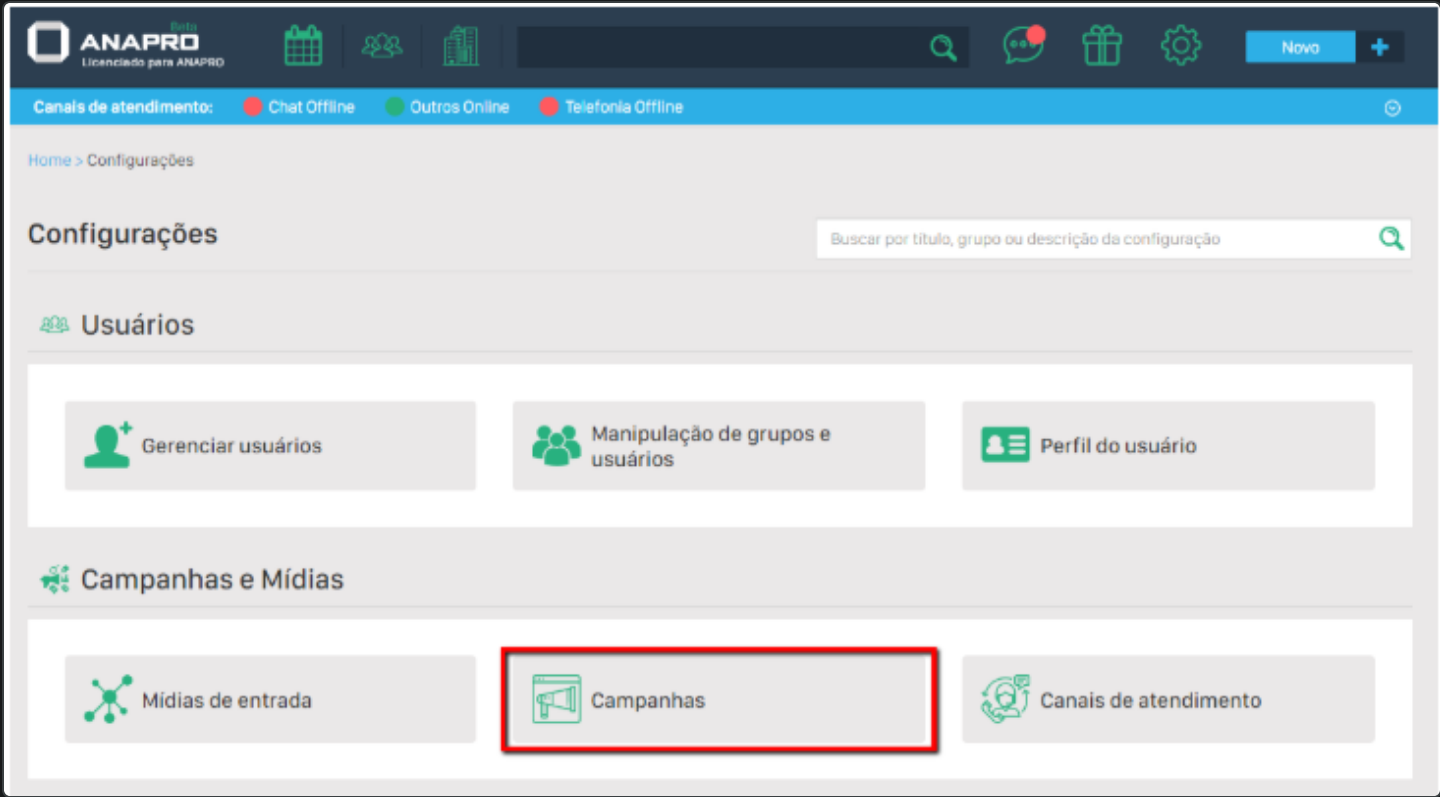 Beta
ANAPRO
Licenciado para ANAPRO
Novo
Canais de atendimento: Chat Offline Outros Online Telefonia Offline
Home > Configurações
Configurações
Buscar por título, grupo ou descrição da configuração
Usuários
Gerenciar usuários
Manipulação de grupos e
usuários
Perfil do usuário
Campanhas e Mídias
Mídias de entrada
Campanhas
Canais de atendimento